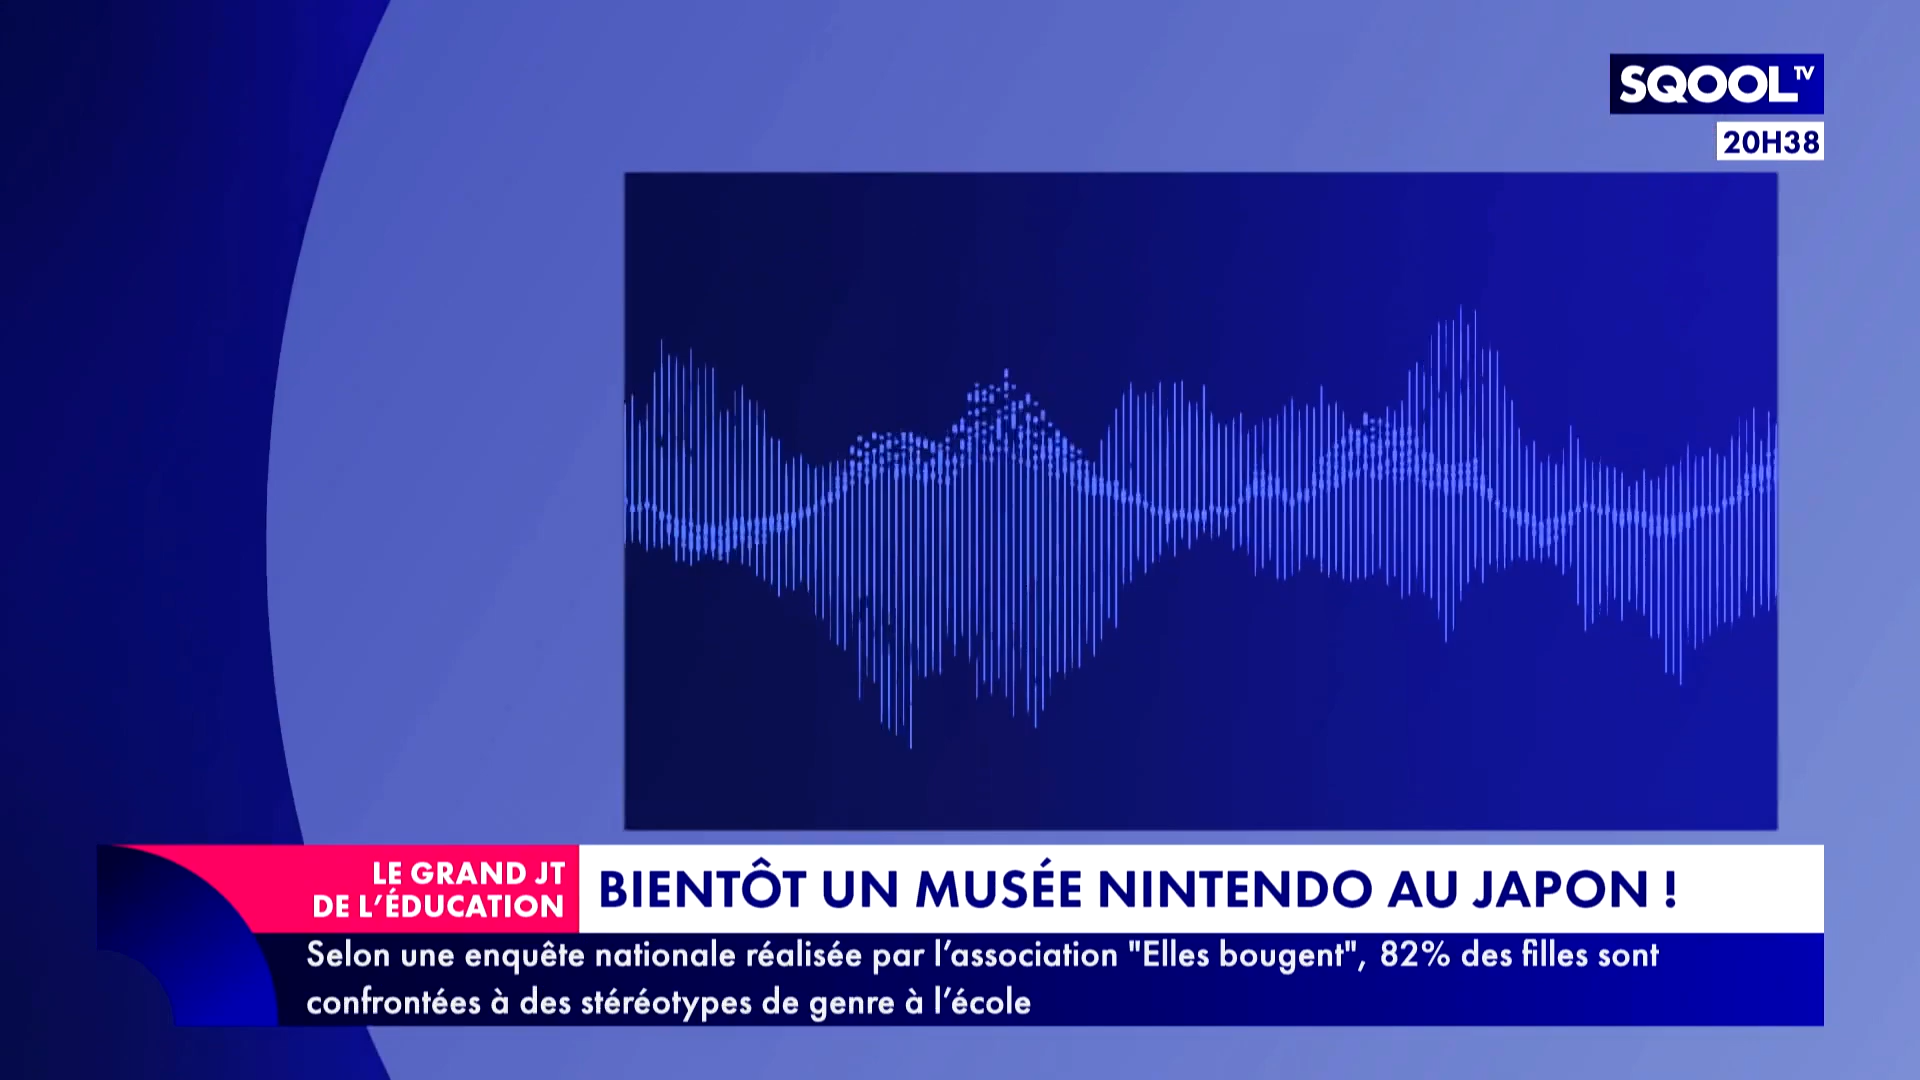 SQOOL TV
20H38
LE GRAND JT
DE L’ÉDUCATION
BIENTÔT UN MUSÉE NINTENDO AU JAPON !
Selon une enquête nationale réalisée par l’association "Elles bougent", 82% des filles sont
confrontées à des stéréotypes de genre à l’école